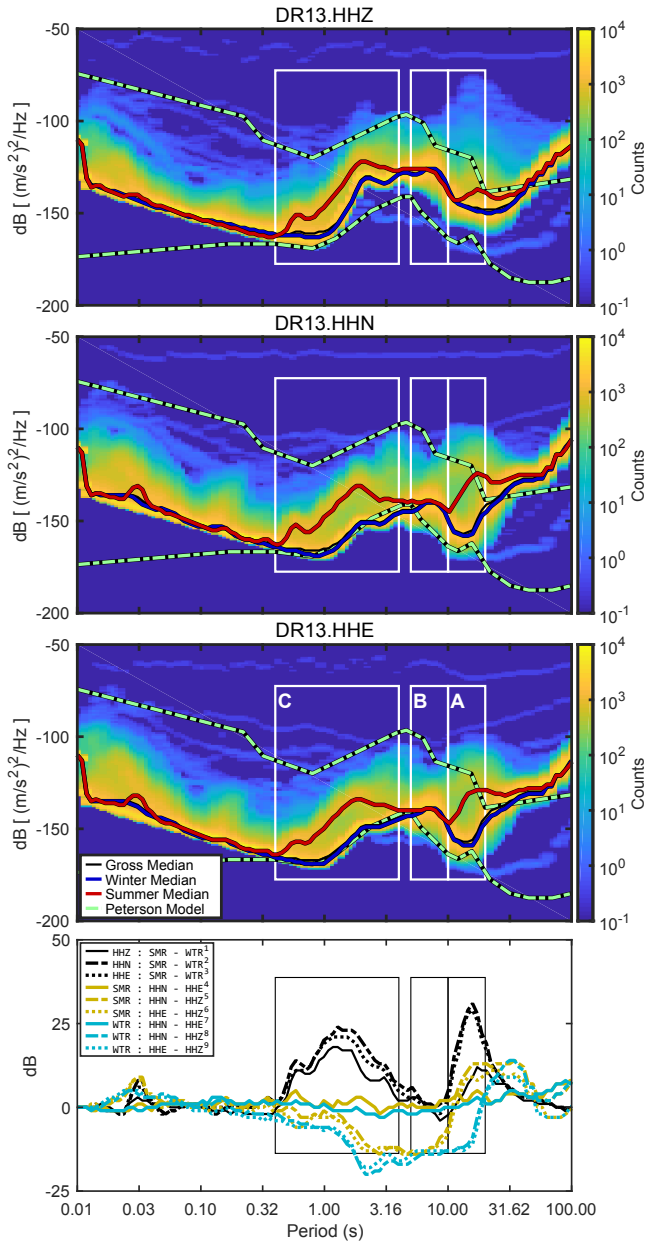 DR13.HHZ
-50
-100
-150
-200
dB [ (m/s²)²/Hz]
10⁴
10³
10²
10¹
10⁰
10⁻¹
Counts
DR13.HHN
-50
-100
-150
-200
dB [ (m/s²)²/Hz]
10⁴
10³
10²
10¹
10⁰
10⁻¹
Counts
DR13.HHE
-50
-100
-150
-200
dB [ (m/s²)²/Hz]
C B A
Gross Median
Winter Median
Summer Median
Peterson Model
10⁴
10³
10²
10¹
10⁰
10⁻¹
Counts
50
25
0
-25
dB
HHZ : SMR - WTR¹
HHN : SMR - WTR²
HHE : SMR - WTR³
SMR : HHN - HHE⁴
SMR : HHN - HHZ⁵
SMR : HHE - HHZ⁶
WTR : HHN - HHE⁷
WTR : HHN - HHZ⁸
WTR : HHE - HHZ⁹
0.01 0.03 0.10 0.32 1.00 3.16 10.00 31.62 100.00
Period (s)